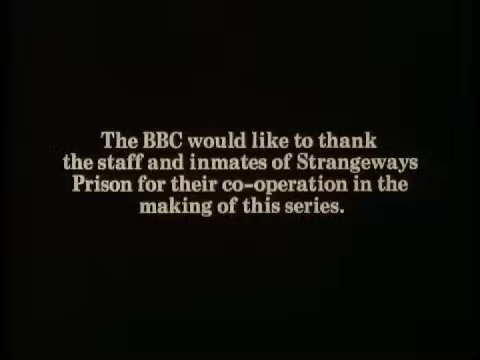 The BBC would like to thank
the staff and inmates of Strangeways
Prison for their co-operation in the
making of this series.